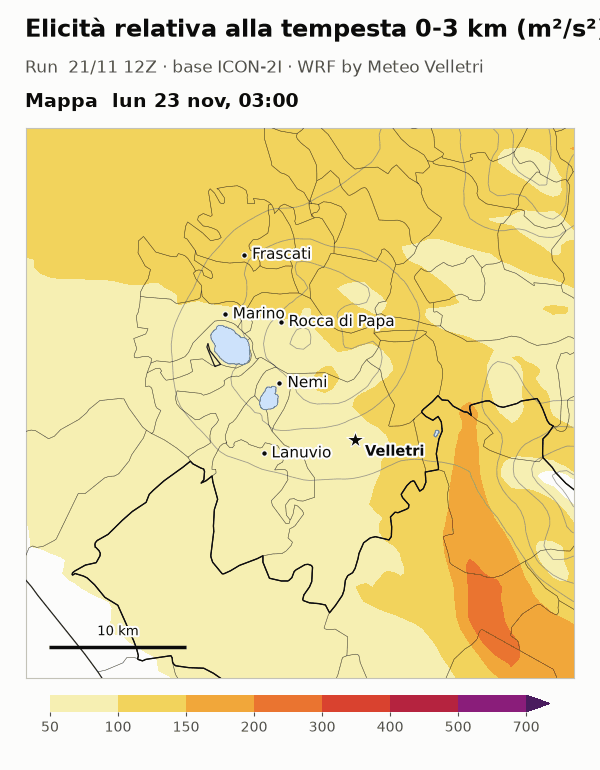 Elicità relativa alla tempesta 0-3 km (m²/s²)
Run 21/11 12Z · base ICON-2I · WRF by Meteo Velletri
Mappa lun 23 nov, 03:00
Frascati
Marino
Rocca di Papa
Nemi
Velletri
Lanuvio
10 km
50 100 150 200 300 400 500 700